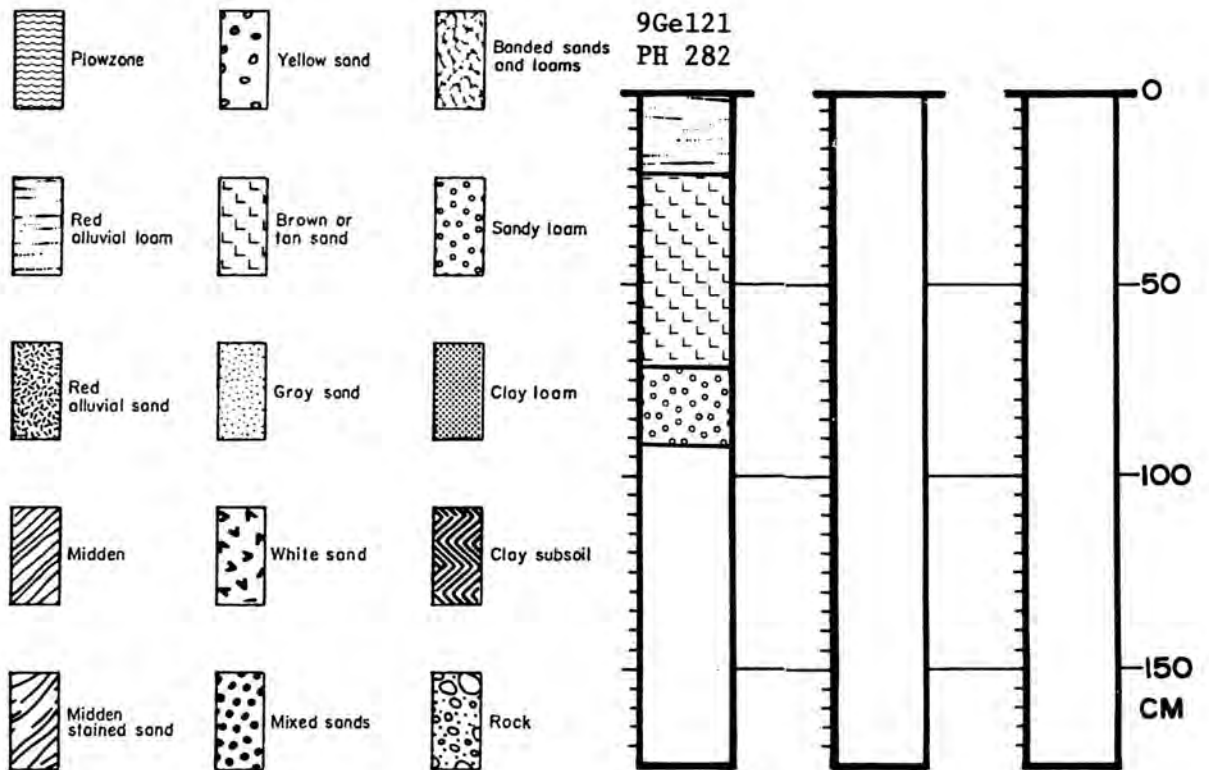 Plowzone
Yellow sand
Banded sands
and loams
Red
alluvial loam
Brown or
tan sand
Sandy loam
Red
alluvial sand
Gray sand
Clay loam
Midden
White sand
Clay subsoil
Midden
stained sand
Mixed sands
Rock
9Ge121
PH 282
0
50
100
150
CM